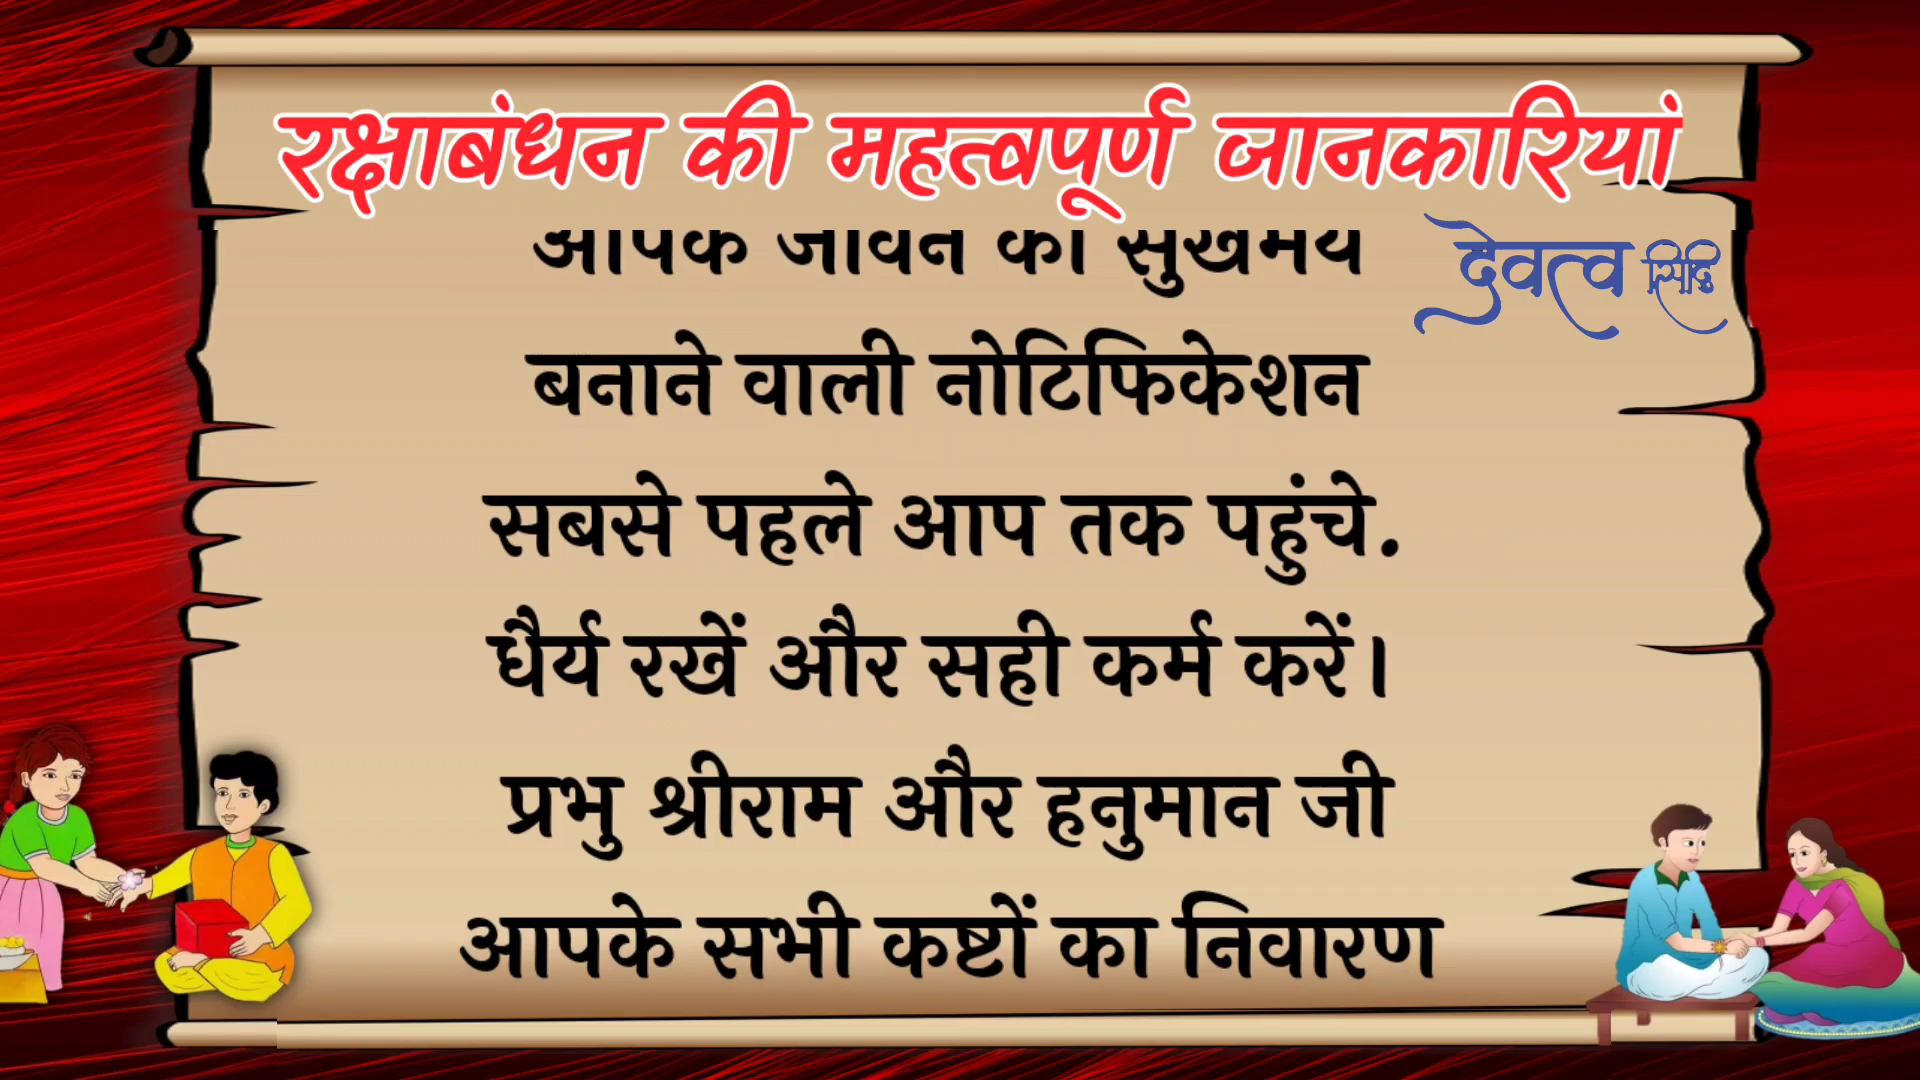 रक्षाबंधन की महत्वपूर्ण जानकारियां
आपके जीवन को सुखमय
देवत्व सिद्धि
बनाने वाली नोटिफिकेशन
सबसे पहले आप तक पहुंचे.
धैर्य रखें और सही कर्म करें।
प्रभु श्रीराम और हनुमान जी
आपके सभी कष्टों का निवारण